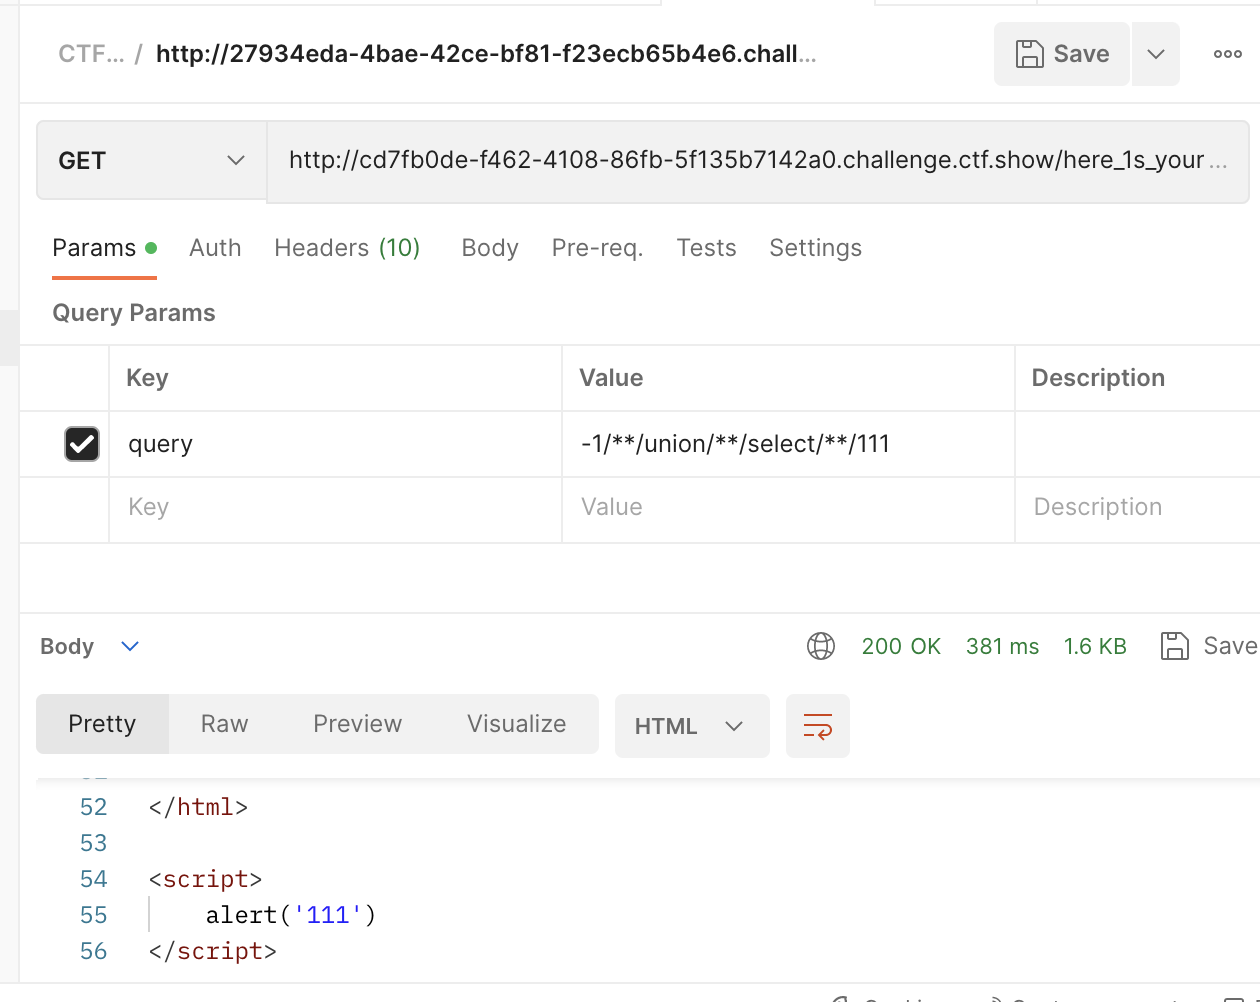 CTF... / http://27934eda-4bae-42ce-bf81-f23ecb65b4e6.chall...
Save
GET
http://cd7fb0de-f462-4108-86fb-5f135b7142a0.challenge.ctf.show/here_1s_your ...
Params Auth Headers (10) Body Pre-req. Tests Settings
Query Params
Key Value Description
query -1/**/union/**/select/**/111
Key Value Description
Body 200 OK 381 ms 1.6 KB Save
Pretty Raw Preview Visualize HTML
52 </html>
53
54 <script>
55 alert('111')
56 </script>